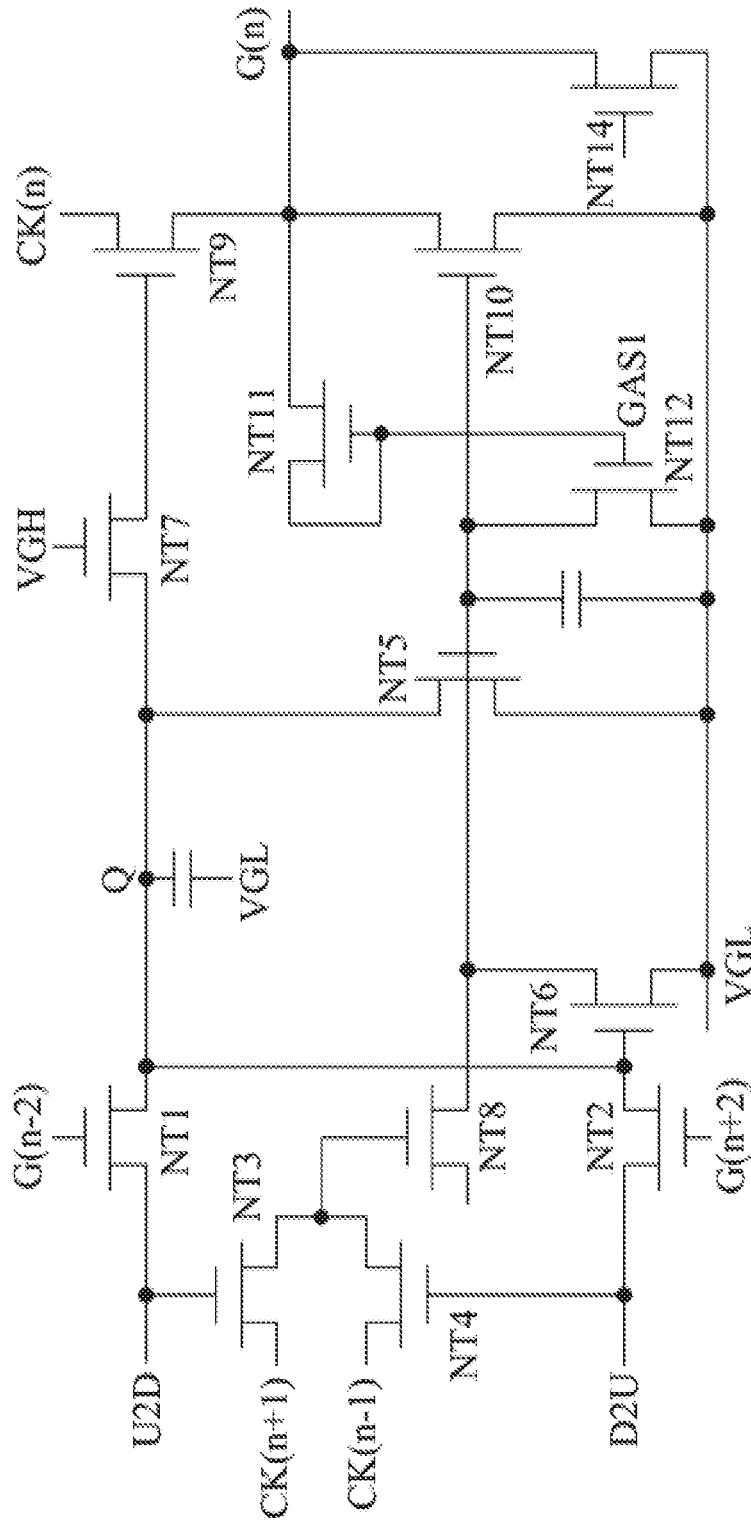 G(n-2)
Q
VGH
CK(n)
G(n)
U2D
NT1
VGL
NT7
NT9
NT3
NT11
CK(n+1)
NT8
NT5
NT10
CK(n-1)
NT4
NT6
GAS1
NT14
NT2
NT12
D2U
G(n+2)
VGL